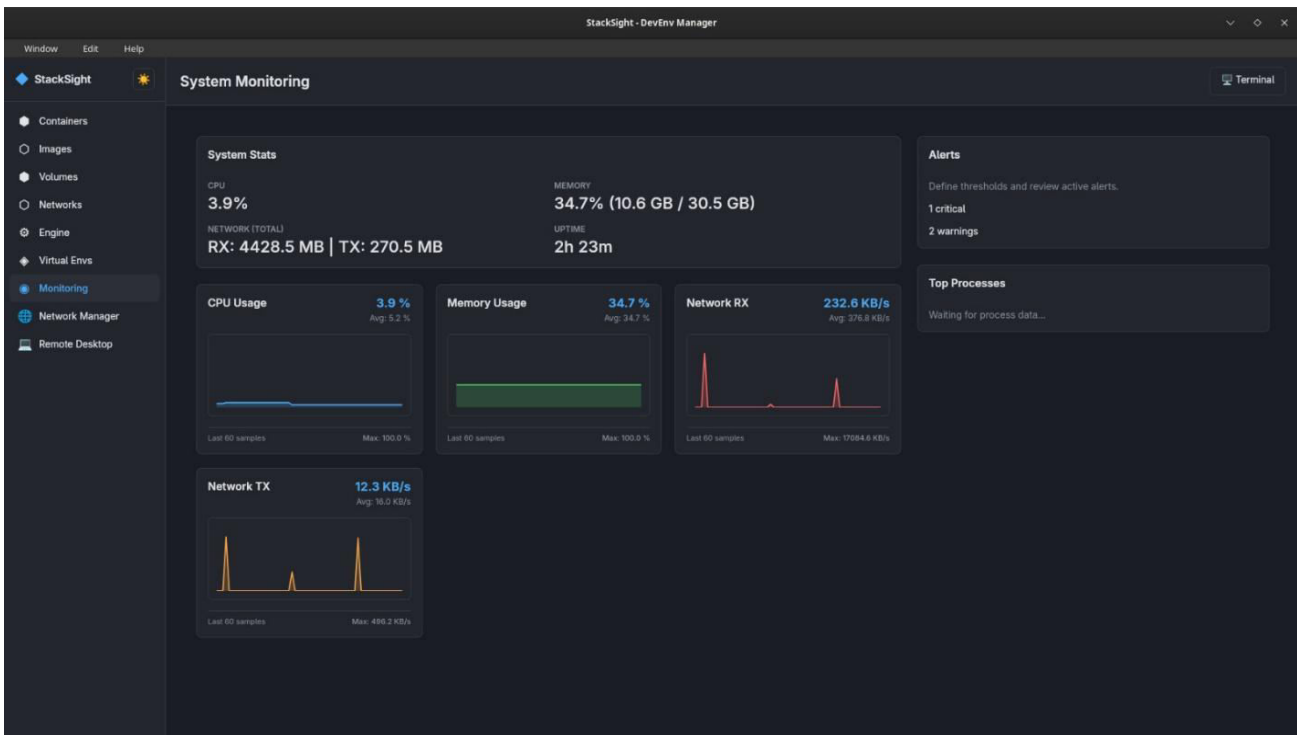 StackSight - DevEnv Manager
Window Edit Help
StackSight
System Monitoring
Terminal
Containers
Images
Volumes
Networks
Engine
Virtual Envs
Monitoring
Network Manager
Remote Desktop
System Stats
CPU
3.9%
MEMORY
34.7% (10.6 GB / 30.5 GB)
NETWORK (TOTAL)
RX: 4428.5 MB | TX: 270.5 MB
UPTIME
2h 23m
CPU Usage
3.9 %
Avg: 5.2 %
Last 60 samples
Max: 100.0 %
Memory Usage
34.7 %
Avg: 34.7 %
Last 60 samples
Max: 100.0 %
Network RX
232.6 KB/s
Avg: 376.8 KB/s
Last 60 samples
Max: 17084.6 KB/s
Network TX
12.3 KB/s
Avg: 16.0 KB/s
Last 60 samples
Max: 496.2 KB/s
Alerts
Define thresholds and review active alerts.
1 critical
2 warnings
Top Processes
Waiting for process data...